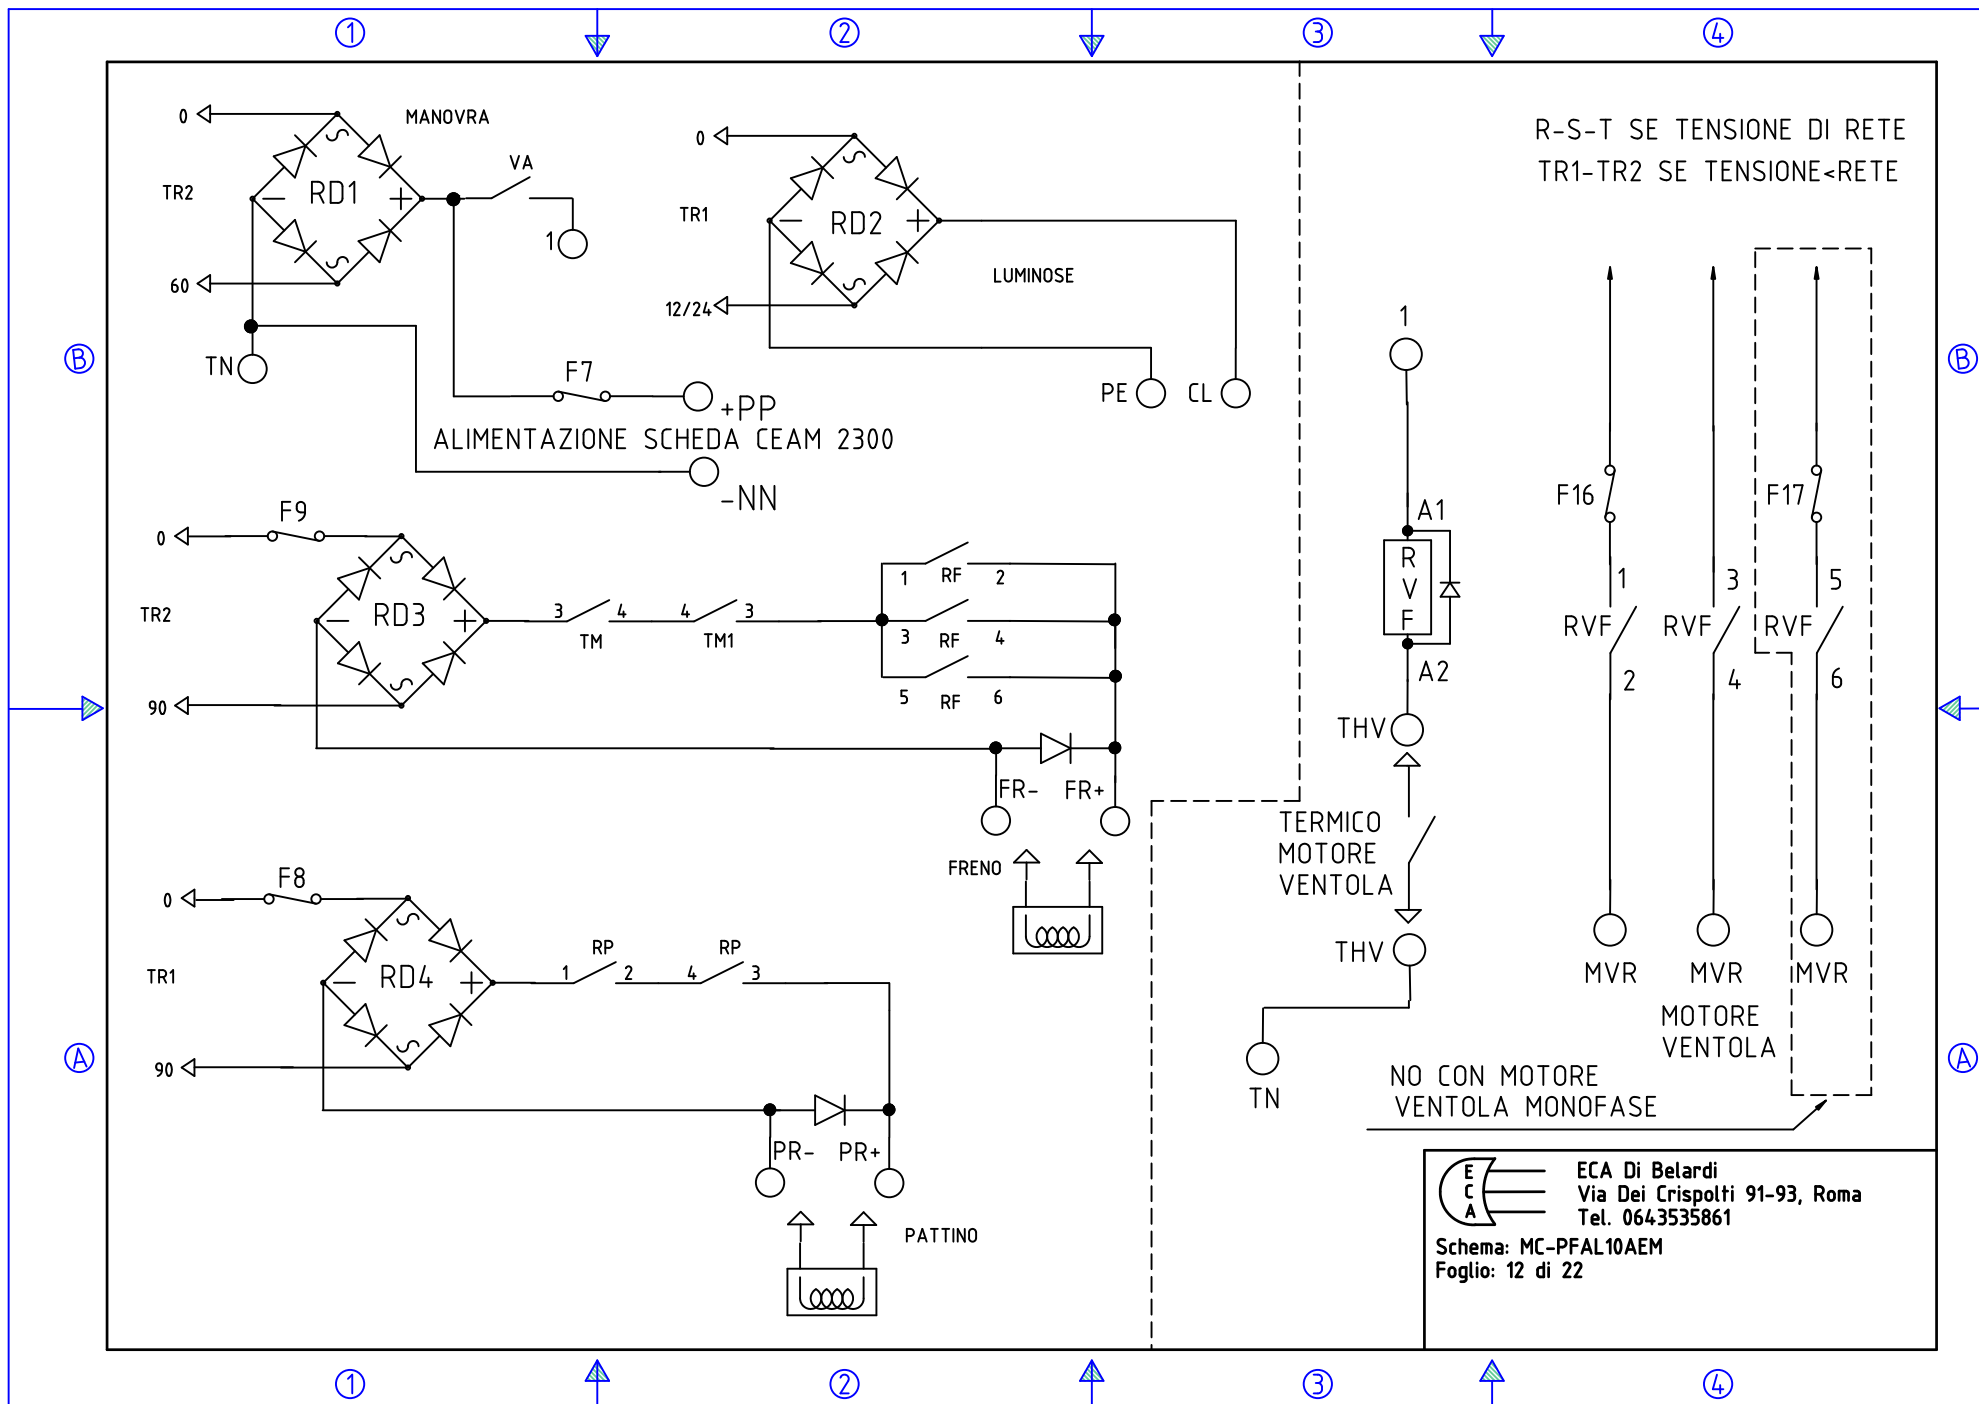 1
2
3
4
0
MANOVRA
VA
TR2
RD1
1
60
TN
F7
+PP
ALIMENTAZIONE SCHEDA CEAM 2300
-NN
0
TR1
RD2
LUMINOSE
12/24
PE
CL
B
B
F9
0
TR2
RD3
90
3
4
TM
4
3
TM1
1
RF
2
3
RF
4
5
RF
6
FR-
FR+
FRENO
F8
0
TR1
RD4
90
1
RP
2
4
RP
3
PR-
PR+
PATTINO
1
A1
R
V
F
A2
THV
TERMICO
MOTORE
VENTOLA
THV
TN
R-S-T SE TENSIONE DI RETE
TR1-TR2 SE TENSIONE<RETE
F16
F17
1
3
5
RVF
RVF
RVF
2
4
6
MVR
MVR
MVR
MOTORE
VENTOLA
NO CON MOTORE
VENTOLA MONOFASE
A
A
E
C
A
ECA Di Belardi
Via Dei Crispolti 91-93, Roma
Tel. 0643535861
Schema: MC-PFAL10AEM
Foglio: 12 di 22
1
2
3
4